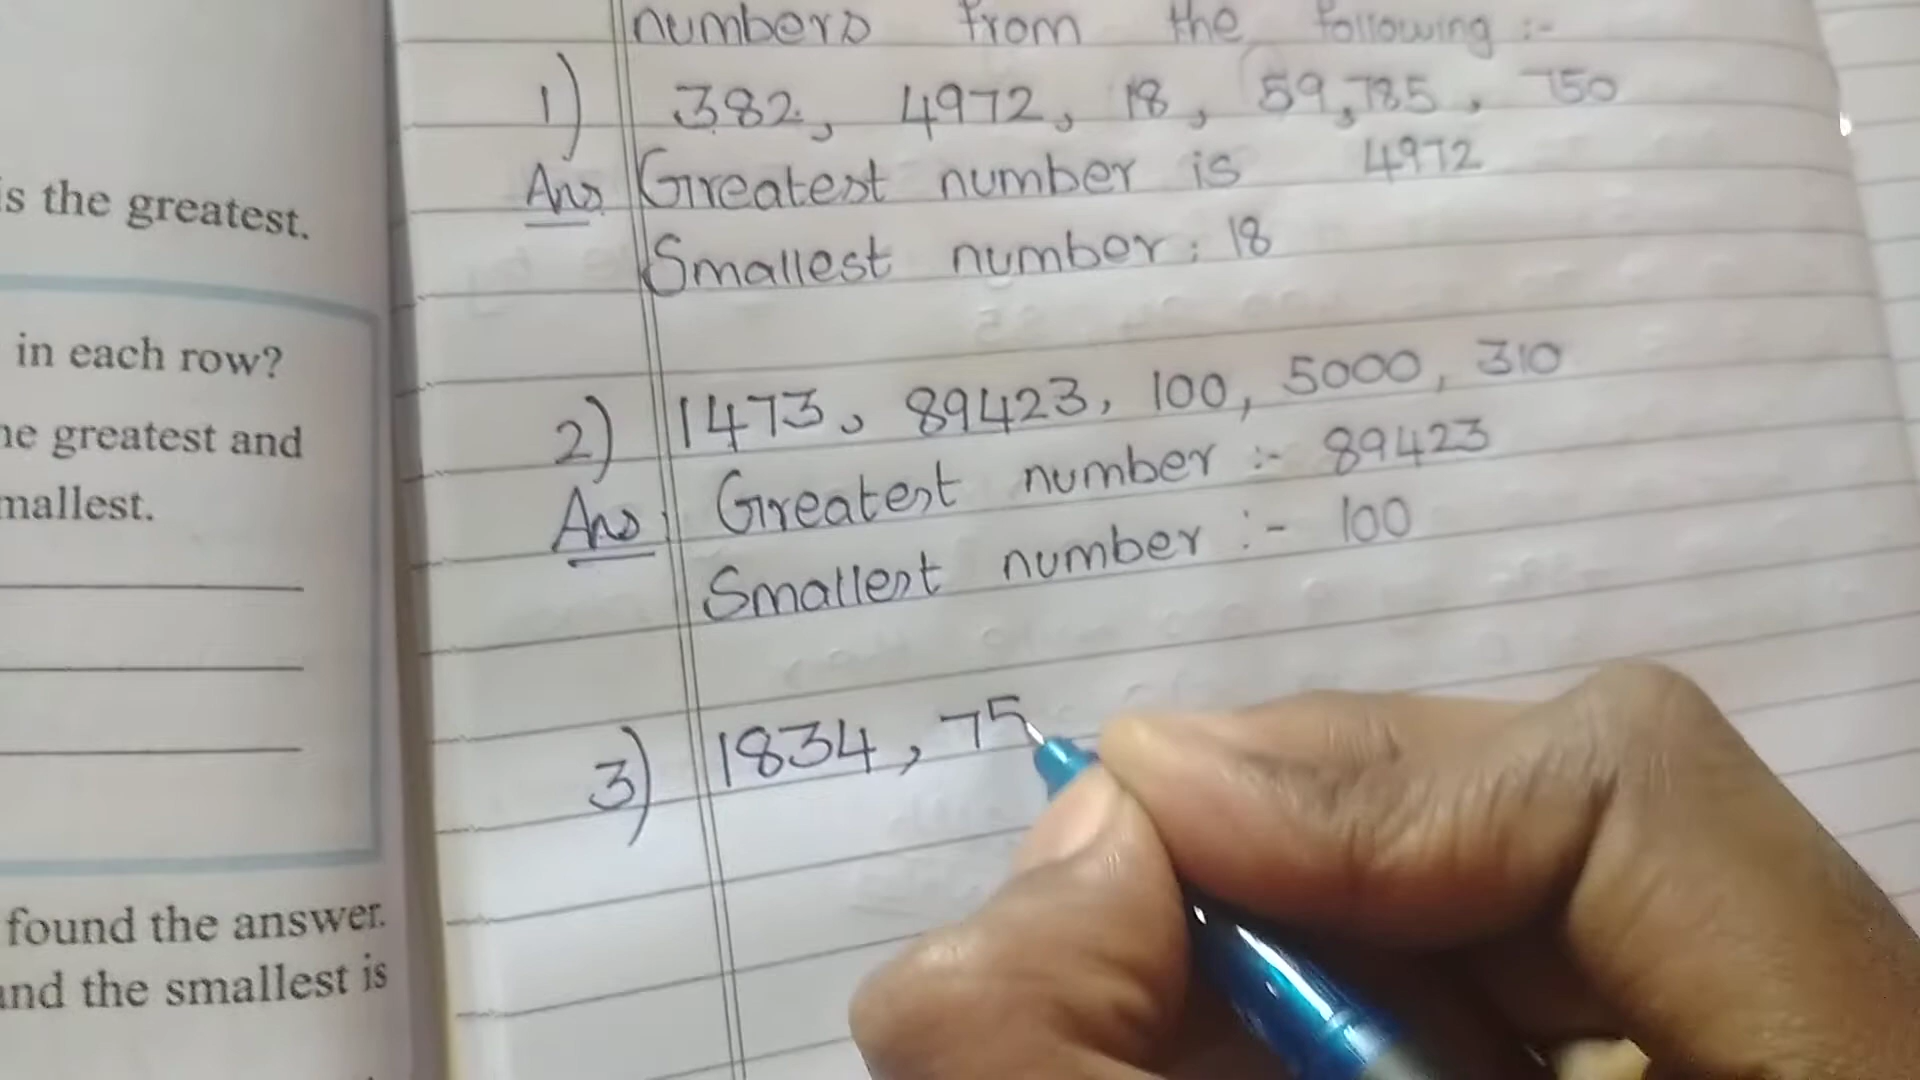 s the greatest.
in each row?
e greatest and
mallest.
found the answer.
and the smallest is
numbers from the following :-
1) 382, 4972, 18, 59,785, 750
Ans Greatest number is 4972
Smallest number: 18
2) 1473, 89423, 100, 5000, 310
Ans: Greatest number :- 89423
Smallest number :- 100
3) 1834, 75